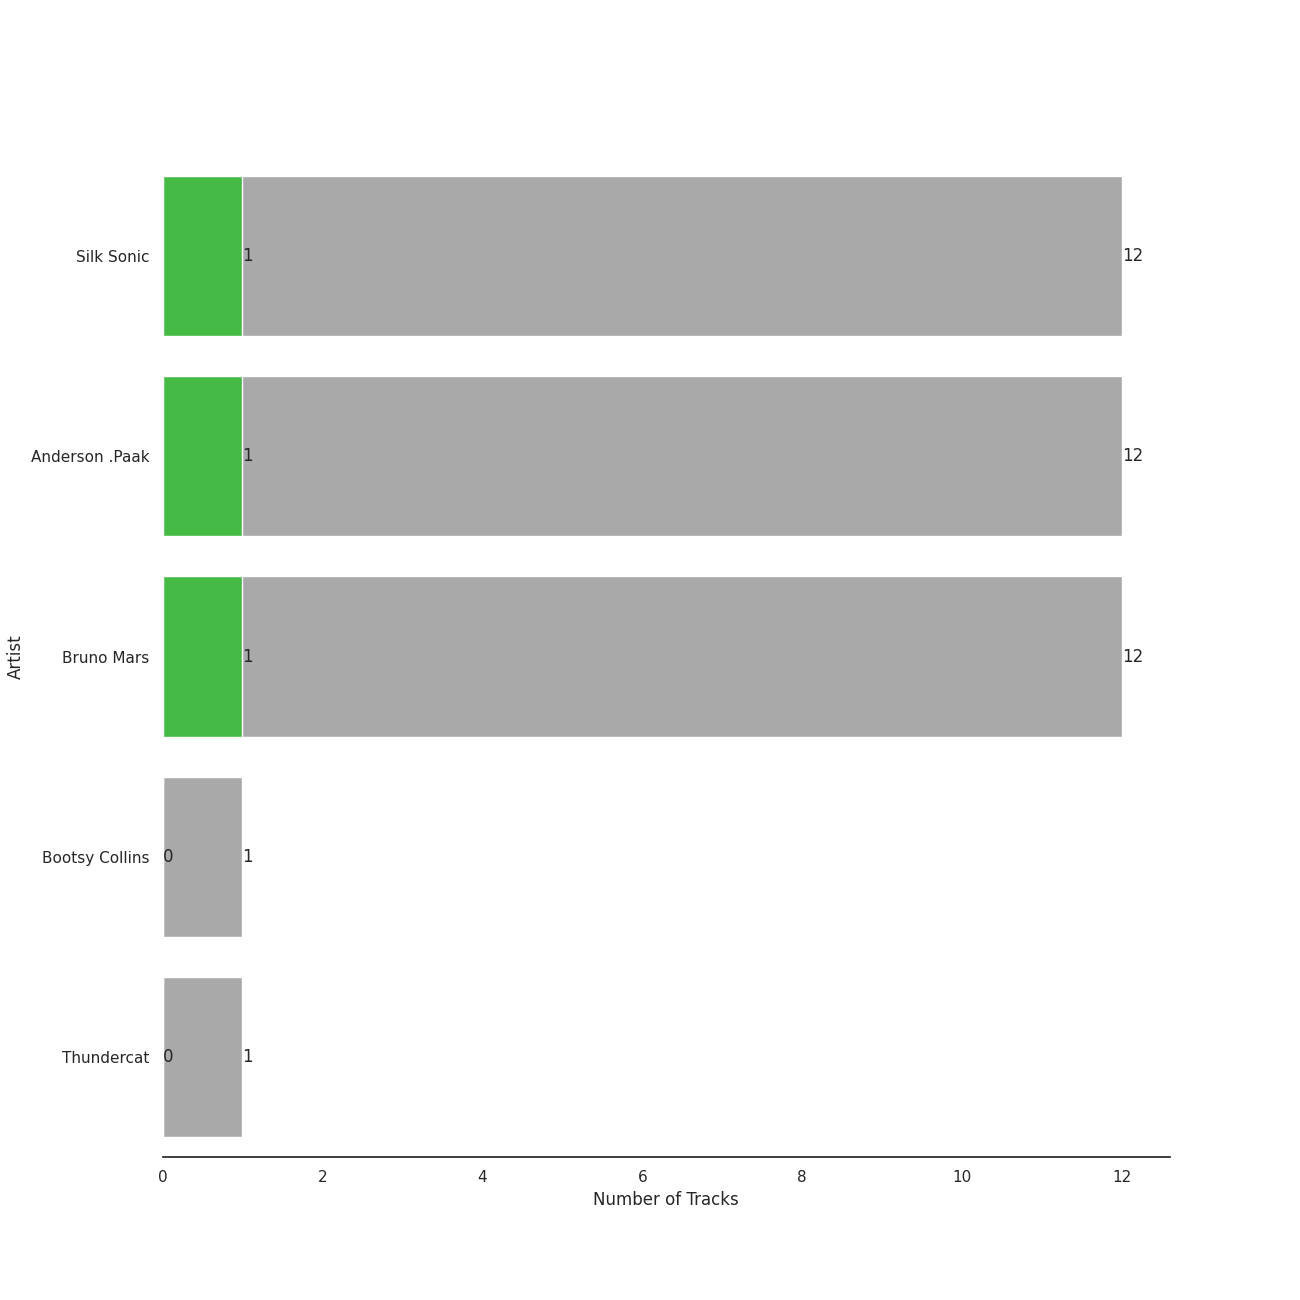 Silk Sonic 1 12
Anderson .Paak 1 12
Bruno Mars 1 12
Bootsy Collins 0 1
Thundercat 0 1
0 2 4 6 8 10 12
Number of Tracks
Artist